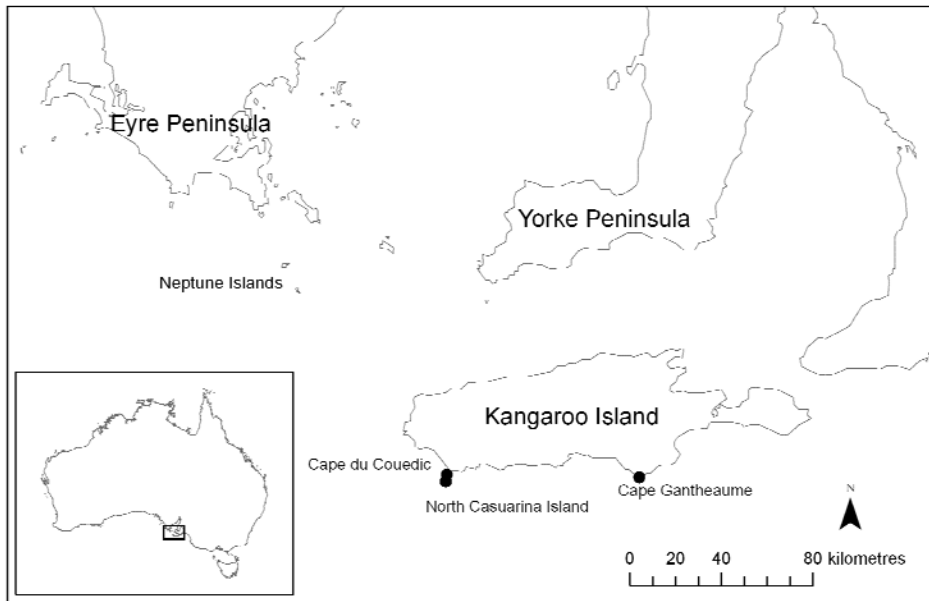 Eyre Peninsula
Yorke Peninsula
Neptune Islands
Kangaroo Island
Cape du Couedic
Cape Gantheaume
North Casuarina Island
N
0 20 40 80 kilometres